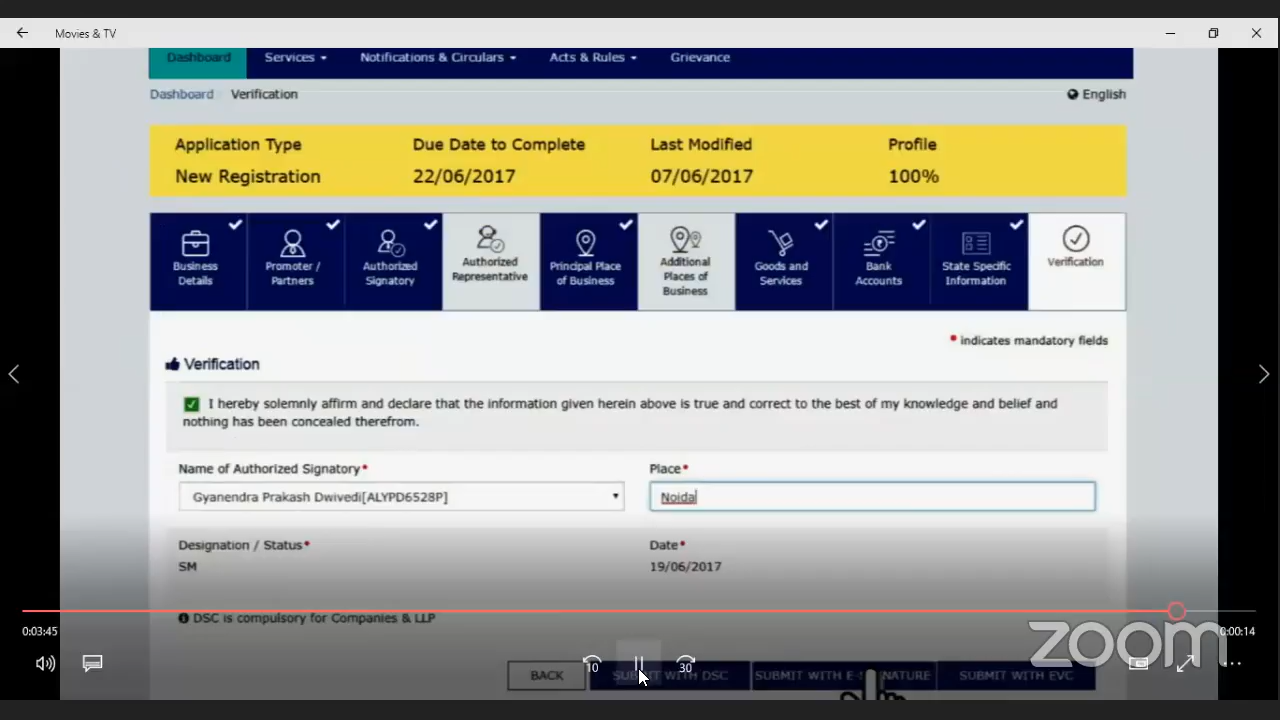 Movies & TV
Dashboard Services Notifications & Circulars Acts & Rules Grievance
Dashboard Verification English
Application Type Due Date to Complete Last Modified Profile
New Registration 22/06/2017 07/06/2017 100%
Business Details
Promoter / Partners
Authorized Signatory
Authorized Representative
Principal Place of Business
Additional Places of Business
Goods and Services
Bank Accounts
State Specific Information
Verification
• indicates mandatory fields
Verification
I hereby solemnly affirm and declare that the information given herein above is true and correct to the best of my knowledge and belief and
nothing has been concealed therefrom.
Name of Authorized Signatory• Place•
Gyanendra Prakash Dwivedi[ALYPD6528P] Noida
Designation / Status• Date•
SM 19/06/2017
DSC is compulsory for Companies & LLP
0:03:45 0:00:14
zoom
10 30
BACK SUBMIT WITH DSC SUBMIT WITH E- NATURE SUBMIT WITH EVC